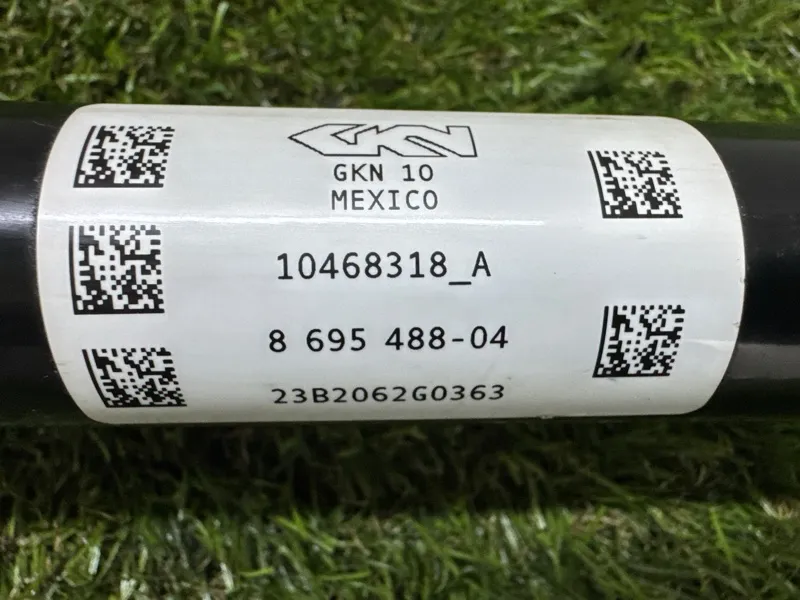 GKN
GKN 10
MEXICO
10468318_A
8 695 488-04
23B2062G0363